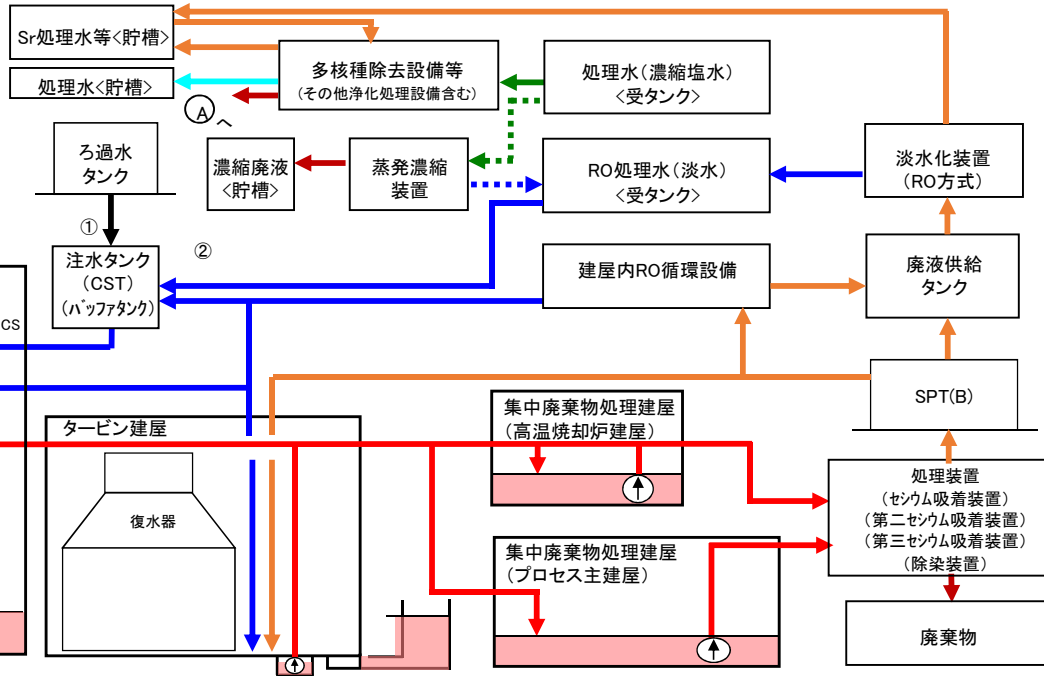 Sr処理水等<貯槽>
処理水<貯槽>
多核種除去設備等
(その他浄化処理設備含む)
処理水(濃縮塩水)
<受タンク>
Aへ
ろ過水
タンク
濃縮廃液
<貯槽>
蒸発濃縮
装置
RO処理水(淡水)
<受タンク>
淡水化装置
(RO方式)
①
②
注水タンク
(CST)
(バッファタンク)
建屋内RO循環設備
廃液供給
タンク
CS
SPT(B)
タービン建屋
復水器
集中廃棄物処理建屋
(高温焼却炉建屋)
集中廃棄物処理建屋
(プロセス主建屋)
処理装置
(セシウム吸着装置)
(第二セシウム吸着装置)
(第三セシウム吸着装置)
(除染装置)
廃棄物